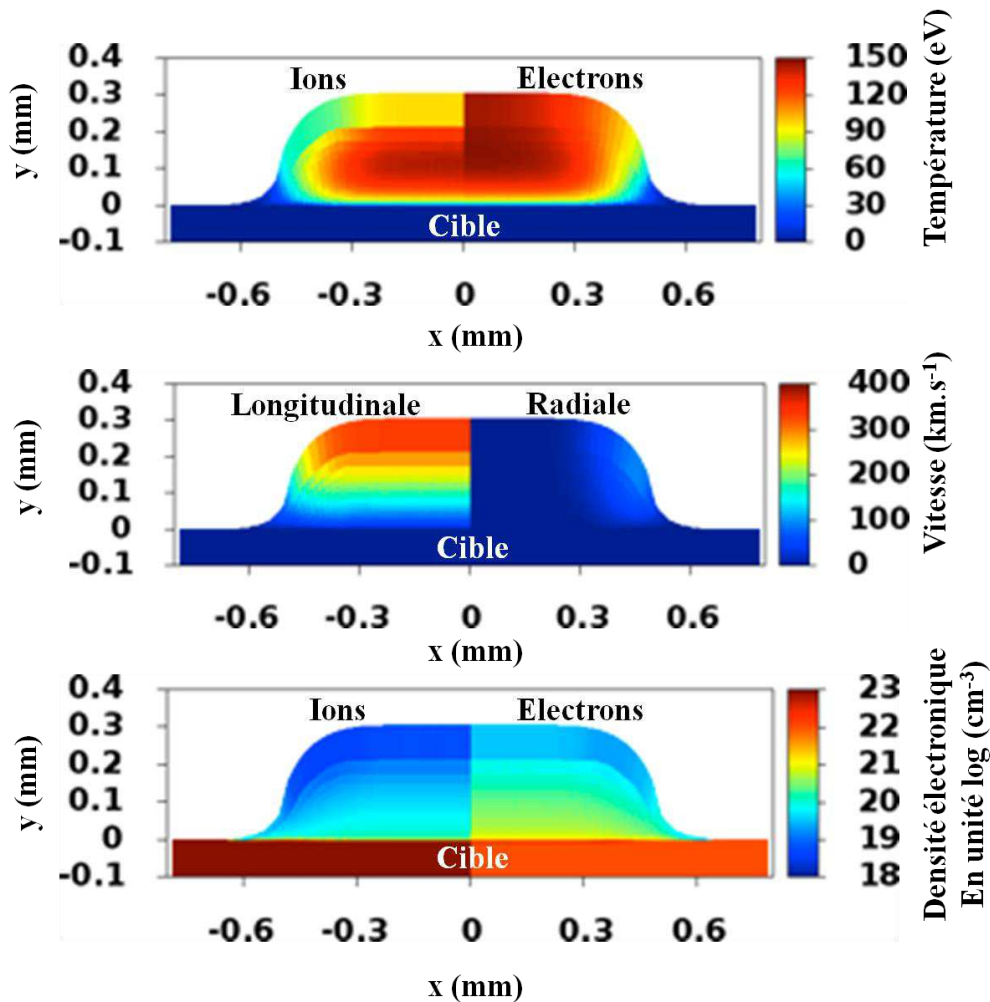 0.4
0.3
0.2
0.1
0
-0.1
y (mm)
Ions
Electrons
Cible
150
120
90
60
30
0
Température (eV)
-0.6 -0.3 0 0.3 0.6
x (mm)
0.4
0.3
0.2
0.1
0
-0.1
y (mm)
Longitudinale
Radiale
Cible
400
300
200
100
0
Vitesse (km.s⁻¹)
-0.6 -0.3 0 0.3 0.6
x (mm)
0.4
0.3
0.2
0.1
0
-0.1
y (mm)
Ions
Electrons
Cible
23
22
21
20
19
18
Densité électronique
En unité log (cm⁻³)
-0.6 -0.3 0 0.3 0.6
x (mm)